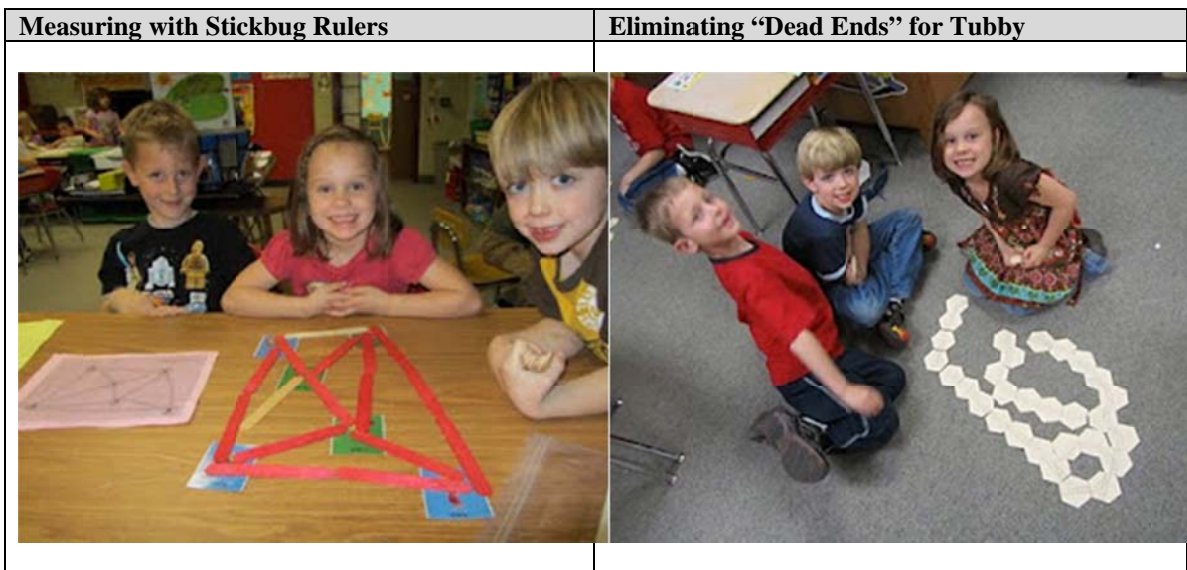 Measuring with Stickbug Rulers
Eliminating “Dead Ends” for Tubby